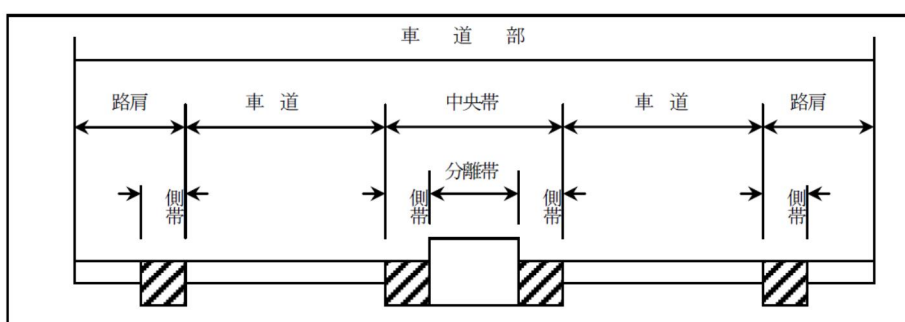 車 道 部
路肩 車 道 中央帯 車 道 路肩
分離帯
側帯 側帯 側帯 側帯